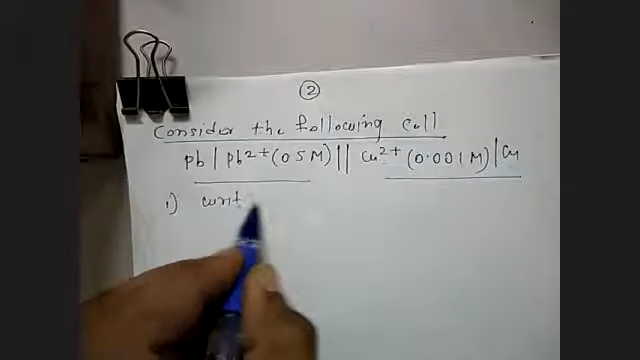 ②
Consider the following cell
Pb | Pb²⁺ (0.5 M) || Cu²⁺ (0.001 M) | Cu
1) writ